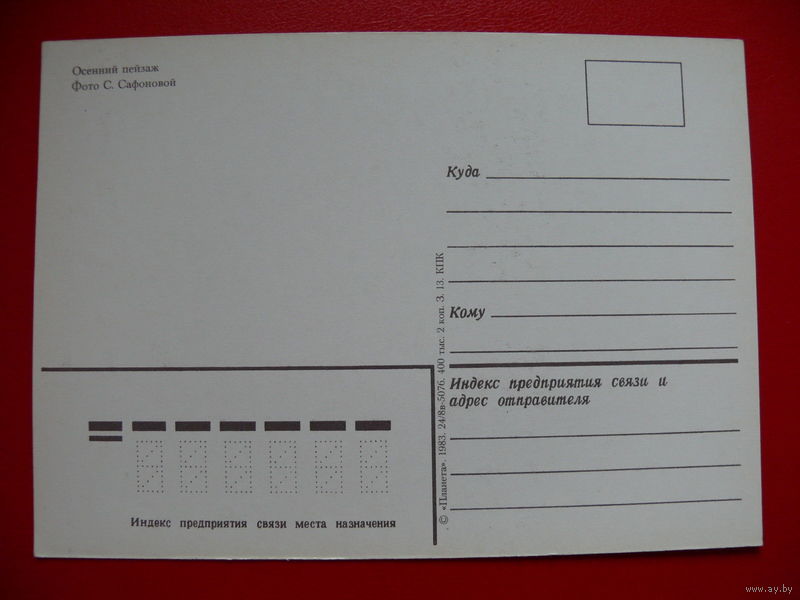 Осенний пейзаж
Фото С. Сафоновой
Куда
Кому
Индекс предприятия связи и
адрес отправителя
© «Планета». 1983. 24/8в-5076. 400 тыс. 2 коп. З. 13. КПК
Индекс предприятия связи места назначения
www.ay.by